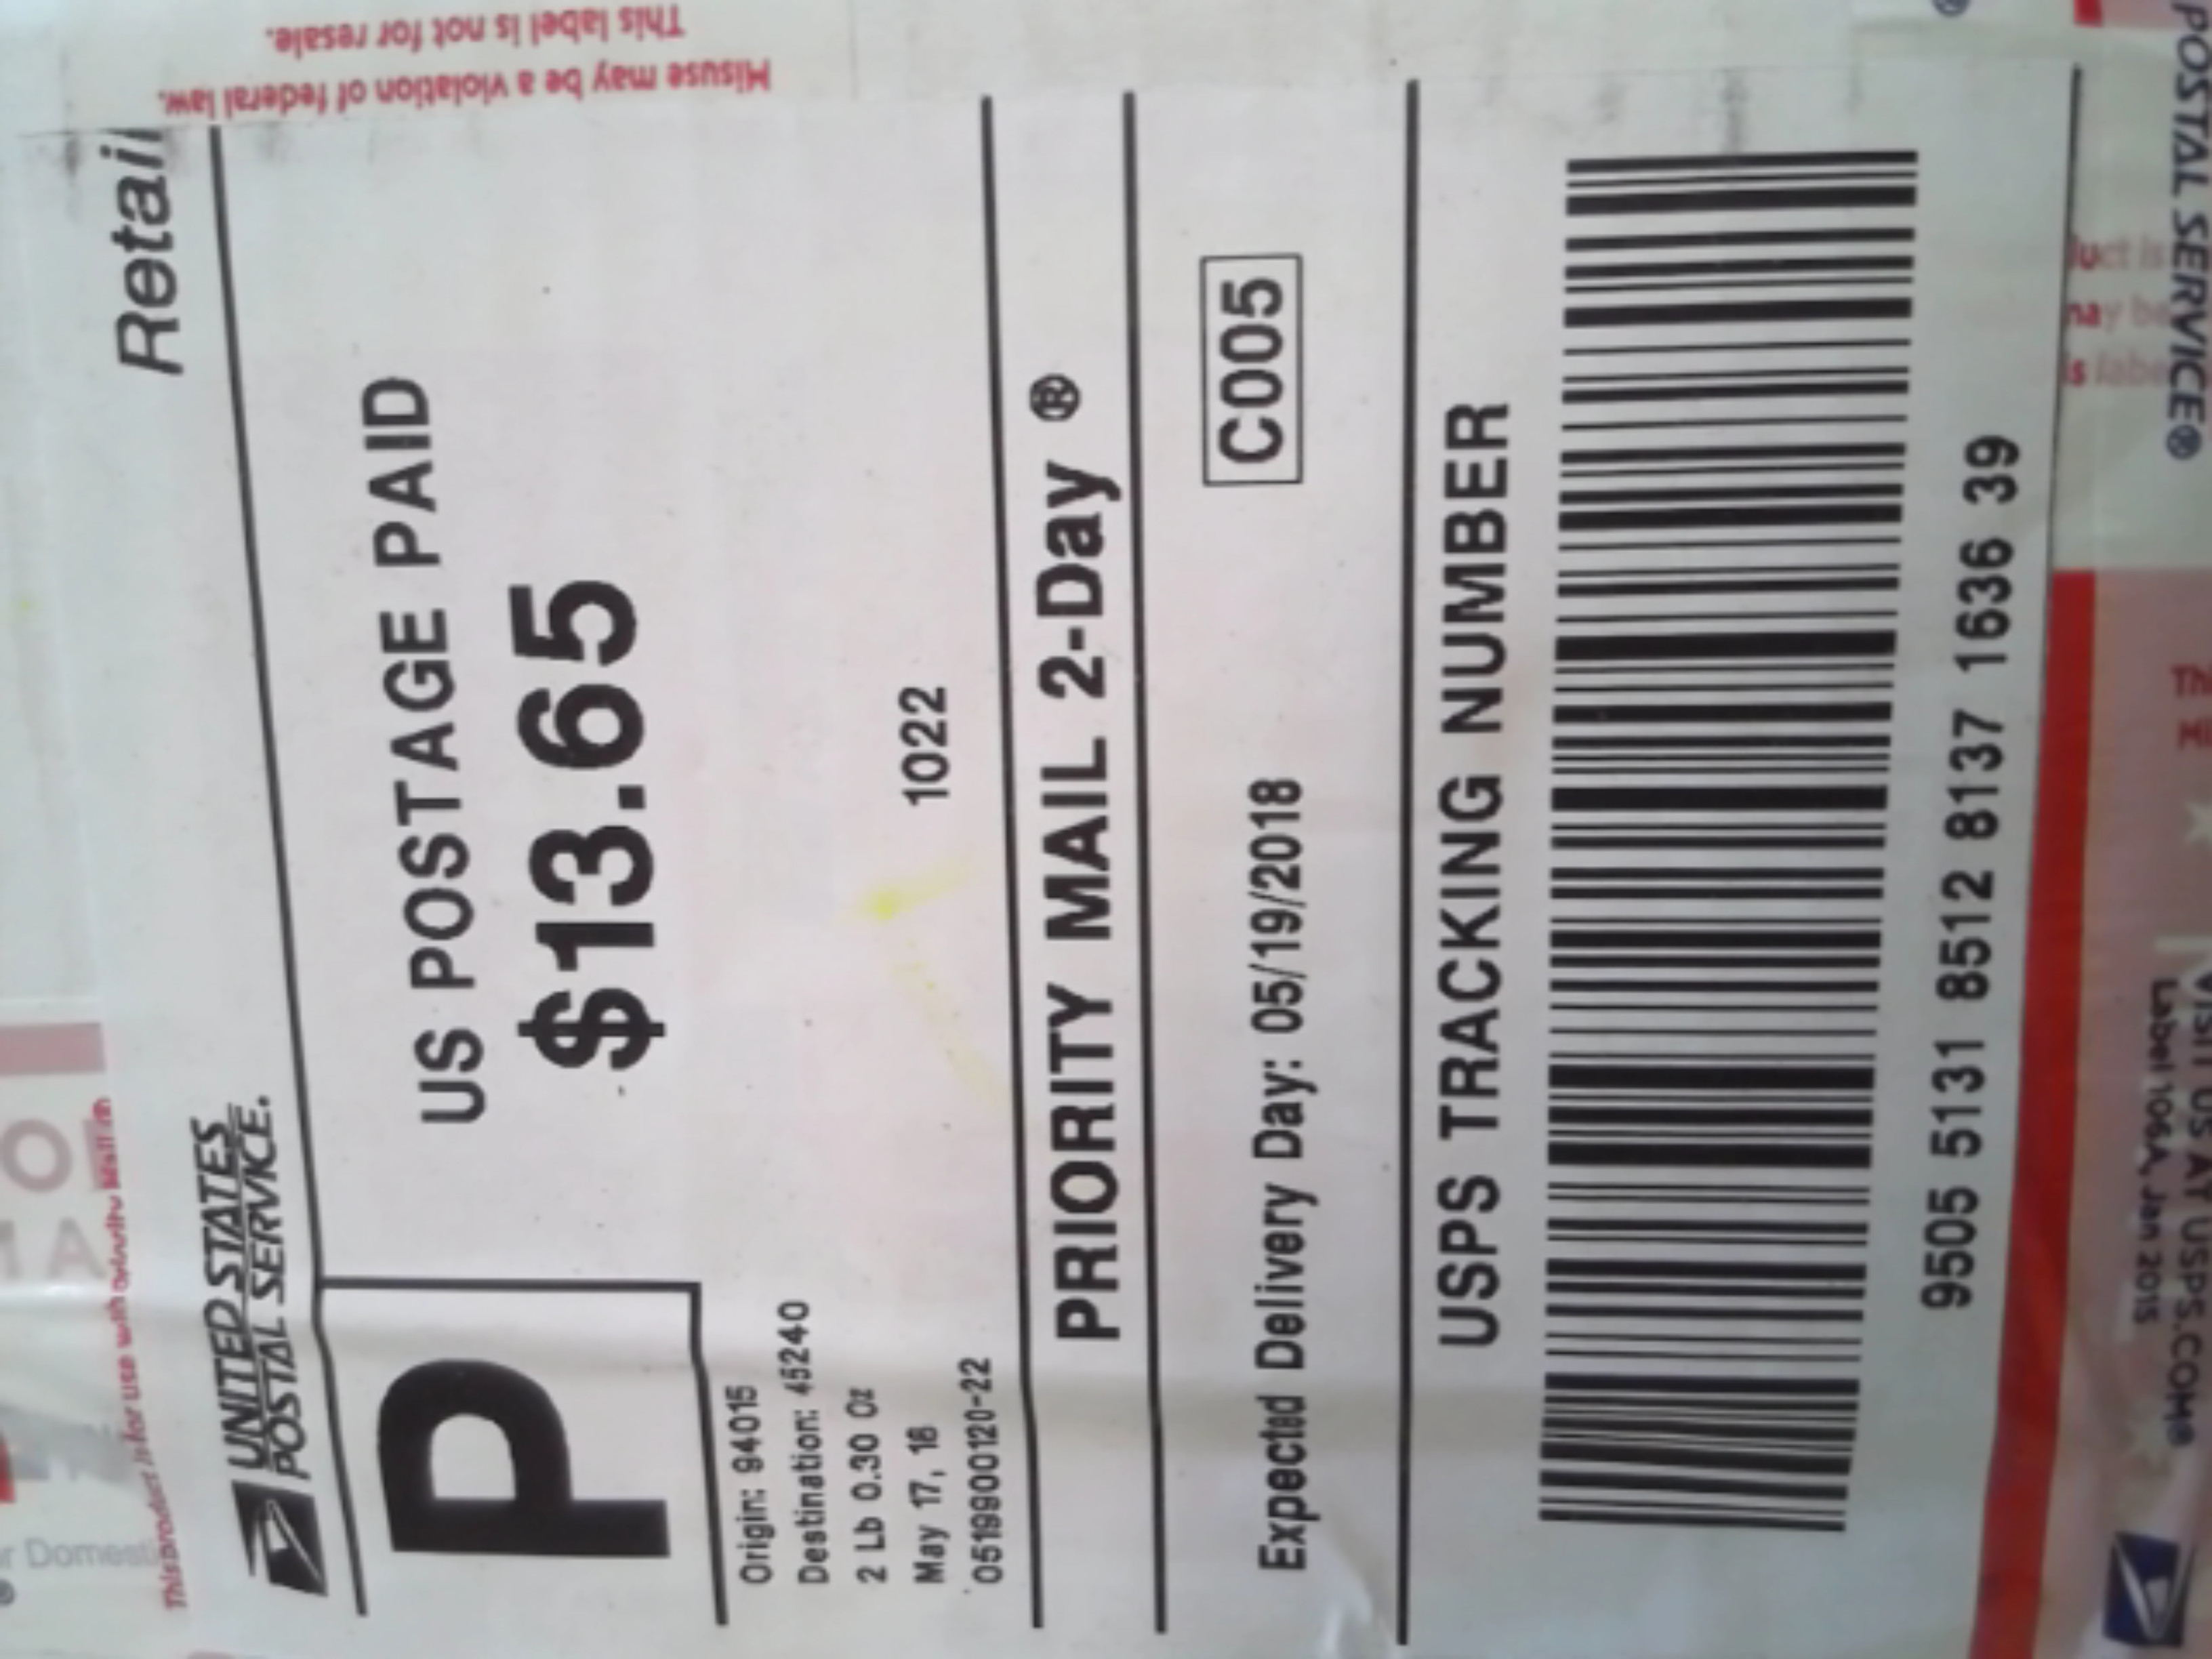 This label is not for resale.
Misuse may be a violation of federal law.
Retail
UNITED STATES
POSTAL SERVICE.
P
US POSTAGE PAID
$13.65
Origin: 94015
Destination: 45240
2 Lb 0.30 Oz
May 17, 18
0519900120-22
1022
PRIORITY MAIL 2-Day ®
Expected Delivery Day: 05/19/2018
C005
USPS TRACKING NUMBER
9505 5131 8512 8137 1636 39
POSTAL SERVICE®
VISIT US AT USPS.COM®
Label 106A, Jan 2015